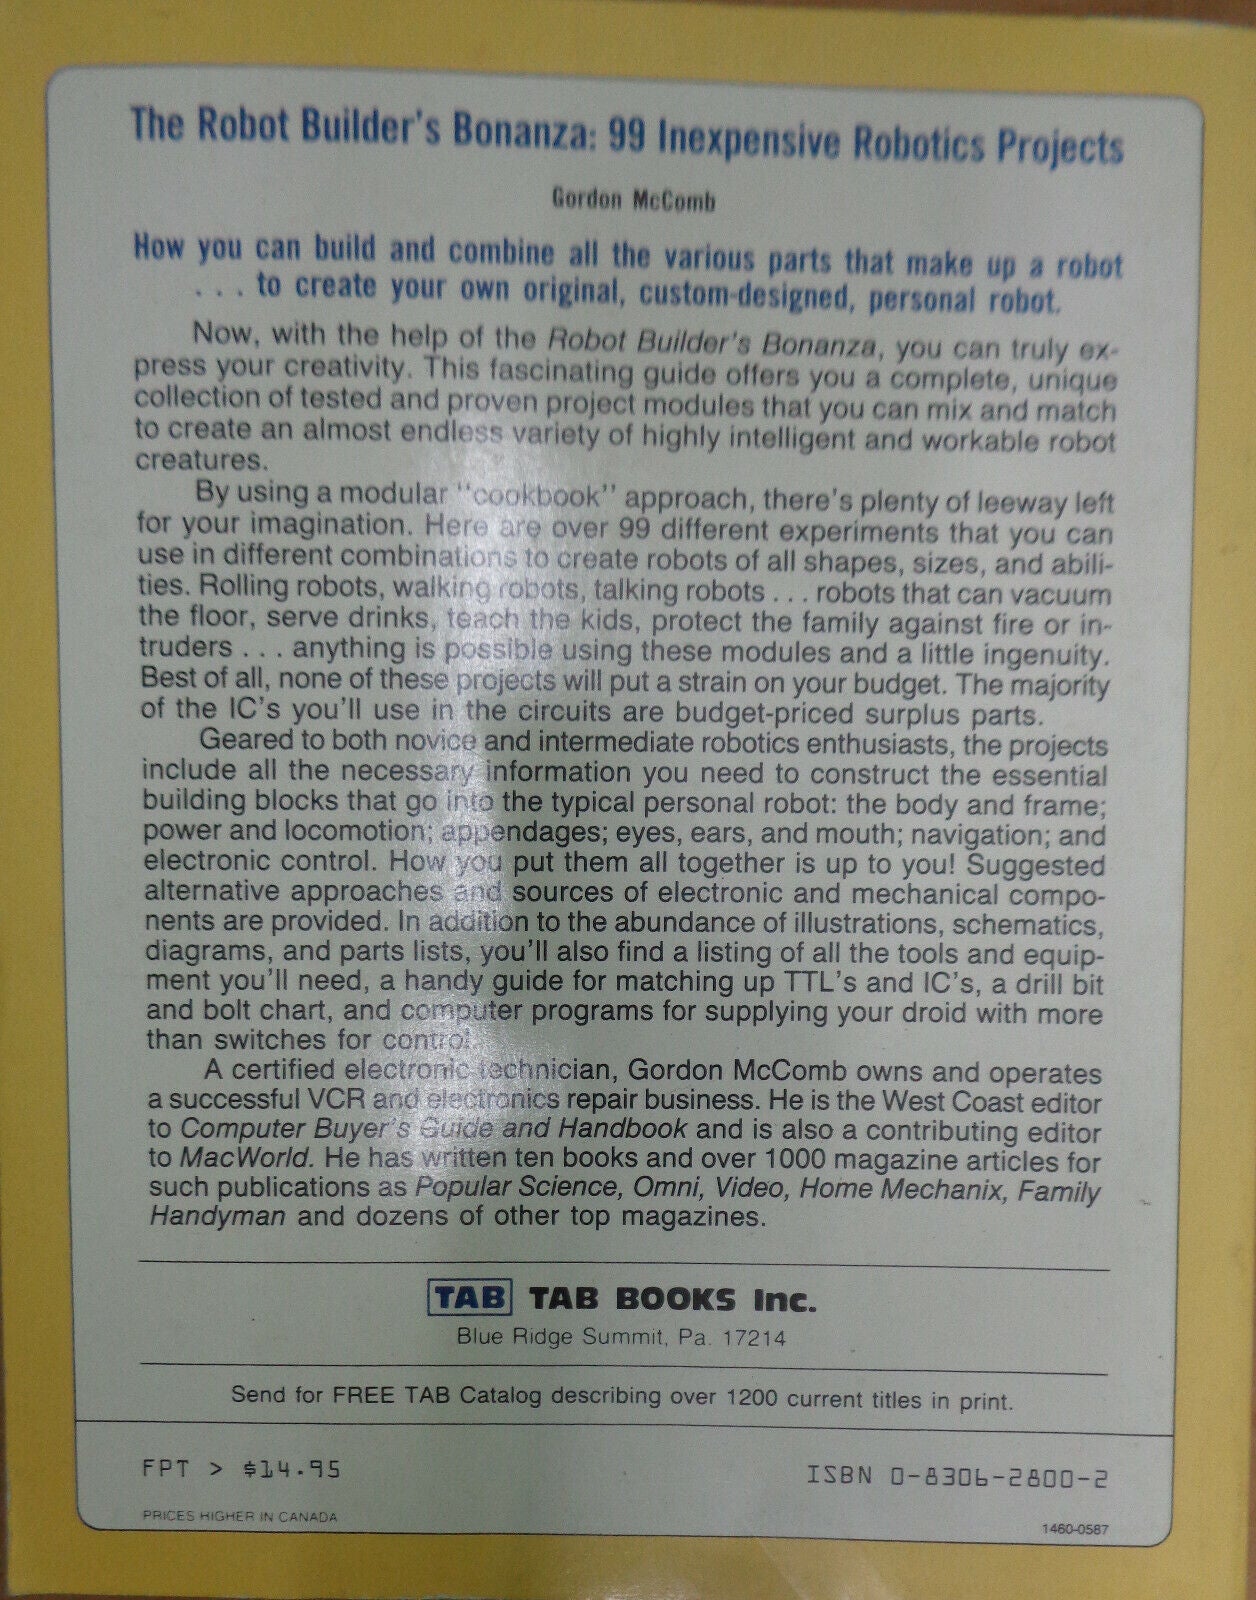 The Robot Builder's Bonanza: 99 Inexpensive Robotics Projects
Gordon McComb
How you can build and combine all the various parts that make up a robot
. . . to create your own original, custom-designed, personal robot.
Now, with the help of the Robot Builder's Bonanza, you can truly ex-
press your creativity. This fascinating guide offers you a complete, unique
collection of tested and proven project modules that you can mix and match
to create an almost endless variety of highly intelligent and workable robot
creatures.
By using a modular "cookbook" approach, there's plenty of leeway left
for your imagination. Here are over 99 different experiments that you can
use in different combinations to create robots of all shapes, sizes, and abili-
ties. Rolling robots, walking robots, talking robots . . . robots that can vacuum
the floor, serve drinks, teach the kids, protect the family against fire or in-
truders . . . anything is possible using these modules and a little ingenuity.
Best of all, none of these projects will put a strain on your budget. The majority
of the IC's you'll use in the circuits are budget-priced surplus parts.
Geared to both novice and intermediate robotics enthusiasts, the projects
include all the necessary information you need to construct the essential
building blocks that go into the typical personal robot: the body and frame;
power and locomotion; appendages; eyes, ears, and mouth; navigation; and
electronic control. How you put them all together is up to you! Suggested
alternative approaches and sources of electronic and mechanical compo-
nents are provided. In addition to the abundance of illustrations, schematics,
diagrams, and parts lists, you'll also find a listing of all the tools and equip-
ment you'll need, a handy guide for matching up TTL's and IC's, a drill bit
and bolt chart, and computer programs for supplying your droid with more
than switches for control.
A certified electronic technician, Gordon McComb owns and operates
a successful VCR and electronics repair business. He is the West Coast editor
to Computer Buyer's Guide and Handbook and is also a contributing editor
to MacWorld. He has written ten books and over 1000 magazine articles for
such publications as Popular Science, Omni, Video, Home Mechanix, Family
Handyman and dozens of other top magazines.
TAB TAB BOOKS Inc.
Blue Ridge Summit, Pa. 17214
Send for FREE TAB Catalog describing over 1200 current titles in print.
FPT > $14.95
ISBN 0-8306-2800-2
PRICES HIGHER IN CANADA
1460-0587